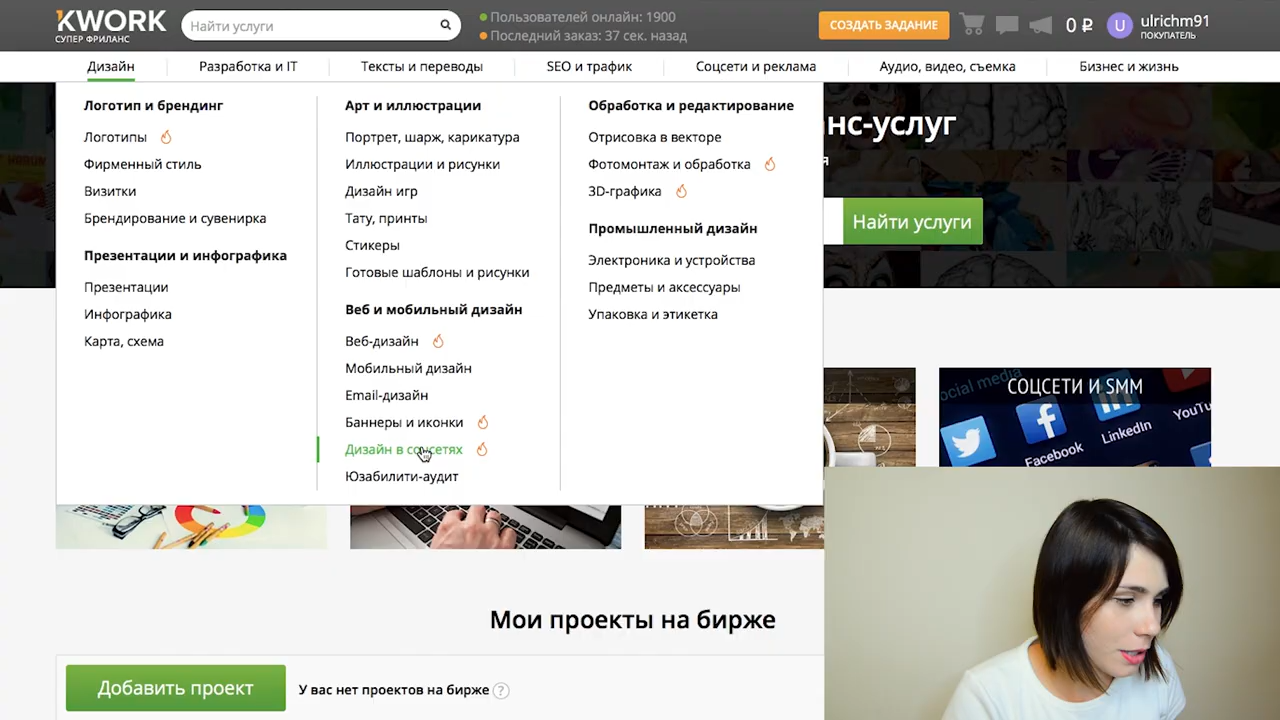 KWORK
СУПЕР ФРИЛАНС
Найти услуги
Пользователей онлайн: 1900
Последний заказ: 37 сек. назад
СОЗДАТЬ ЗАДАНИЕ
0 ₽
U
ulrichm91
ПОКУПАТЕЛЬ
Дизайн
Разработка и IT
Тексты и переводы
SEO и трафик
Соцсети и реклама
Аудио, видео, съемка
Бизнес и жизнь
Логотип и брендинг
Логотипы
Фирменный стиль
Визитки
Брендирование и сувенирка
Презентации и инфографика
Презентации
Инфографика
Карта, схема
Арт и иллюстрации
Портрет, шарж, карикатура
Иллюстрации и рисунки
Дизайн игр
Тату, принты
Стикеры
Готовые шаблоны и рисунки
Веб и мобильный дизайн
Веб-дизайн
Мобильный дизайн
Email-дизайн
Баннеры и иконки
Дизайн в соцсетях
Юзабилити-аудит
Обработка и редактирование
Отрисовка в векторе
Фотомонтаж и обработка
3D-графика
Промышленный дизайн
Электроника и устройства
Предметы и аксессуары
Упаковка и этикетка
нс-услуг
я
Найти услуги
social media
СОЦСЕТИ И SMM
Facebook
LinkedIn
YouTu
Мои проекты на бирже
Добавить проект
У вас нет проектов на бирже ?